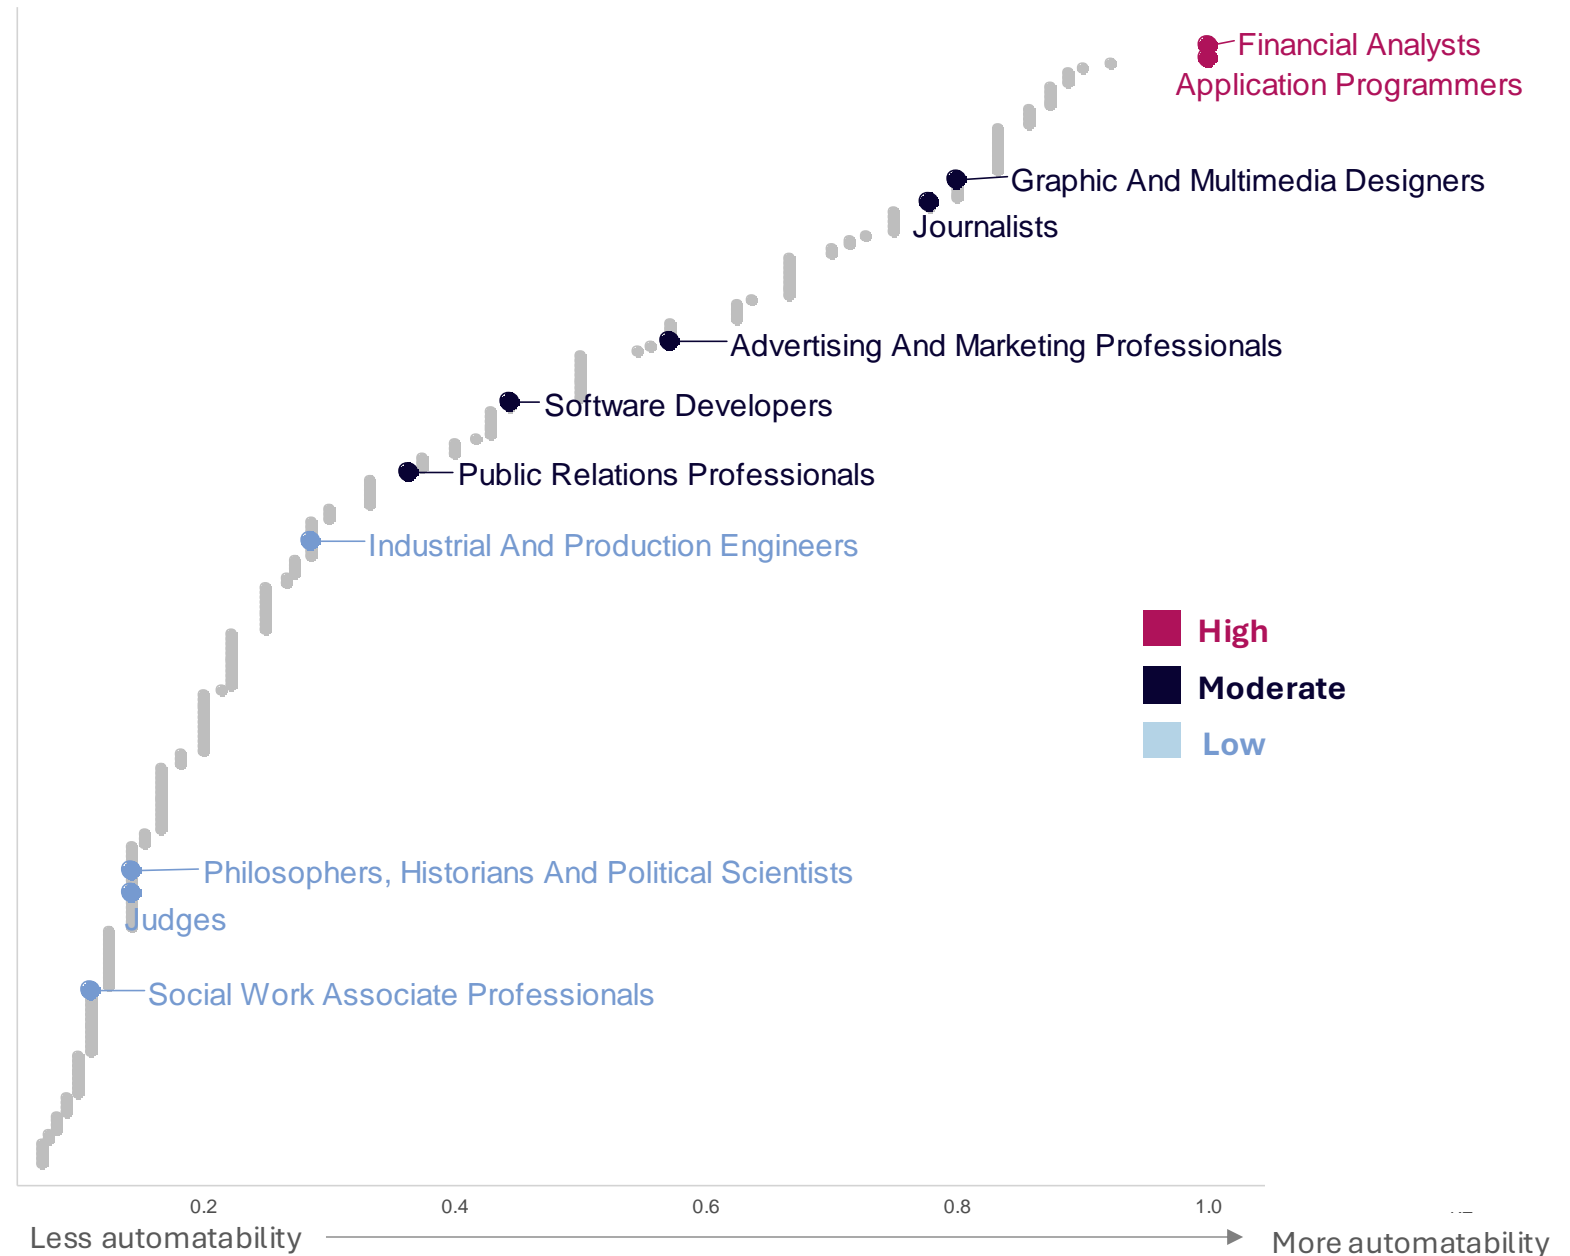 Financial Analysts
Application Programmers
Graphic And Multimedia Designers
Journalists
Advertising And Marketing Professionals
Software Developers
Public Relations Professionals
Industrial And Production Engineers
High
Moderate
Low
Philosophers, Historians And Political Scientists
Judges
Social Work Associate Professionals
0.2 0.4 0.6 0.8 1.0
Less automatability More automatability